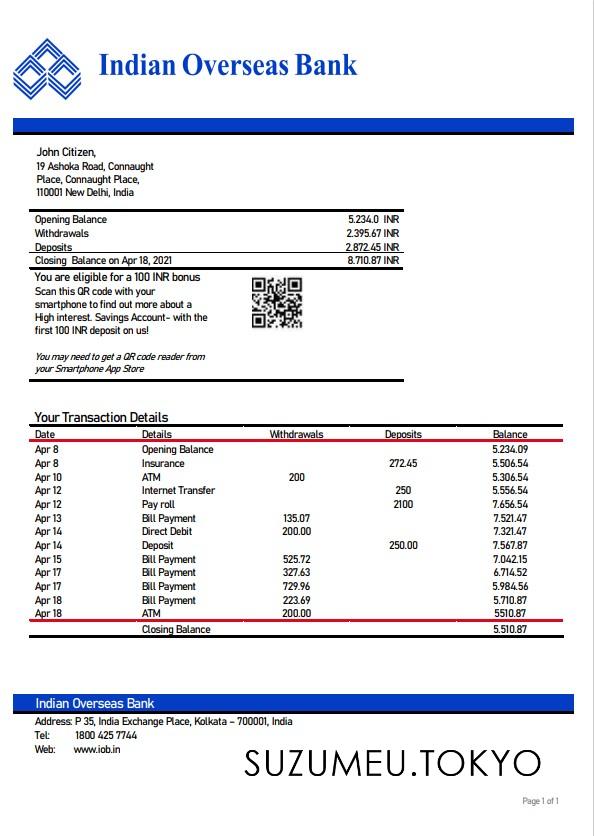 Indian Overseas Bank
John Citizen,
19 Ashoka Road, Connaught
Place, Connaught Place,
110001 New Delhi, India
Opening Balance 5.234.0 INR
Withdrawals 2.395.67 INR
Deposits 2.872.45 INR
Closing Balance on Apr 18, 2021 8.710.87 INR
You are eligible for a 100 INR bonus
Scan this QR code with your
smartphone to find out more about a
High interest. Savings Account- with the
first 100 INR deposit on us!
You may need to get a QR code reader from
your Smartphone App Store
Your Transaction Details
Date Details Withdrawals Deposits Balance
Apr 8 Opening Balance 5.234.09
Apr 8 Insurance 272.45 5.506.54
Apr 10 ATM 200 5.306.54
Apr 12 Internet Transfer 250 5.556.54
Apr 12 Pay roll 2100 7.656.54
Apr 13 Bill Payment 135.07 7.521.47
Apr 14 Direct Debit 200.00 7.321.47
Apr 14 Deposit 250.00 7.567.87
Apr 15 Bill Payment 525.72 7.042.15
Apr 17 Bill Payment 327.63 6.714.52
Apr 17 Bill Payment 729.96 5.984.56
Apr 18 Bill Payment 223.69 5.710.87
Apr 18 ATM 200.00 5510.87
Closing Balance 5.510.87
Indian Overseas Bank
Address: P 35, India Exchange Place, Kolkata – 700001, India
Tel: 1800 425 7744
Web: www.iob.in
SUZUMEU.TOKYO
Page 1 of 1